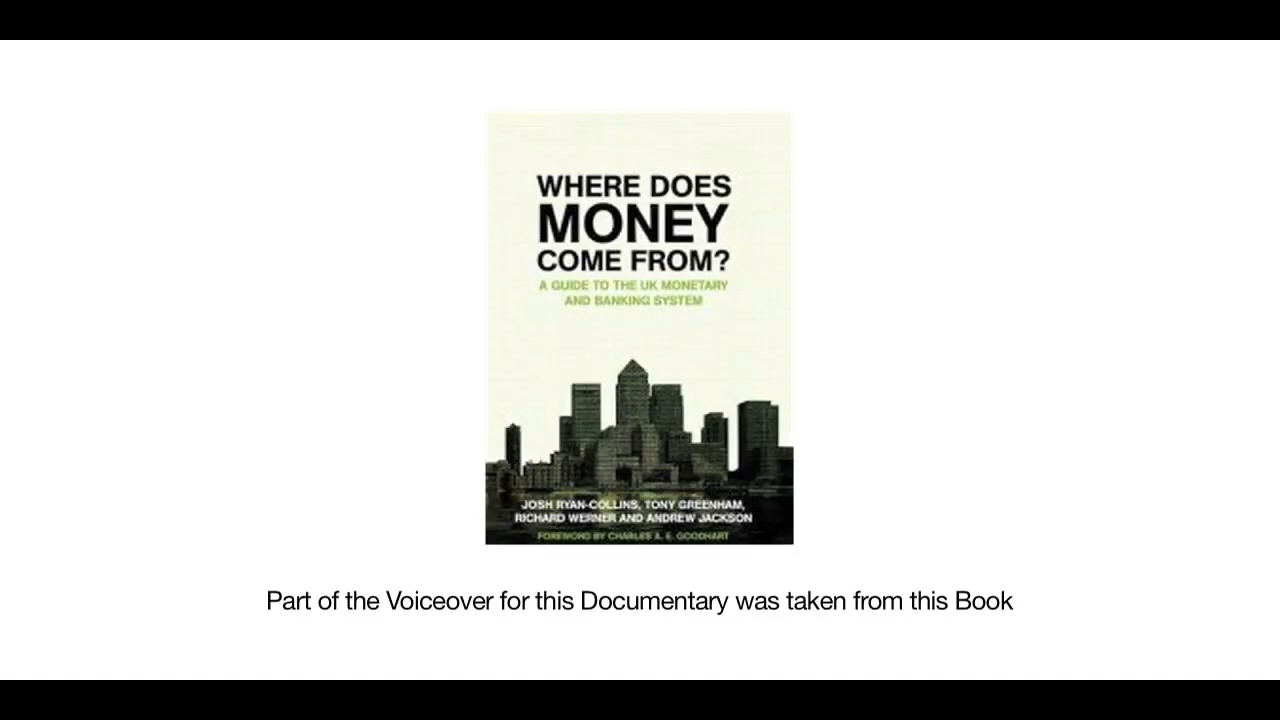 WHERE DOES
MONEY
COME FROM?
A GUIDE TO THE UK MONETARY
AND BANKING SYSTEM
JOSH RYAN-COLLINS, TONY GREENHAM,
RICHARD WERNER AND ANDREW JACKSON
FOREWORD BY CHARLES A. E. GOODHART
Part of the Voiceover for this Documentary was taken from this Book